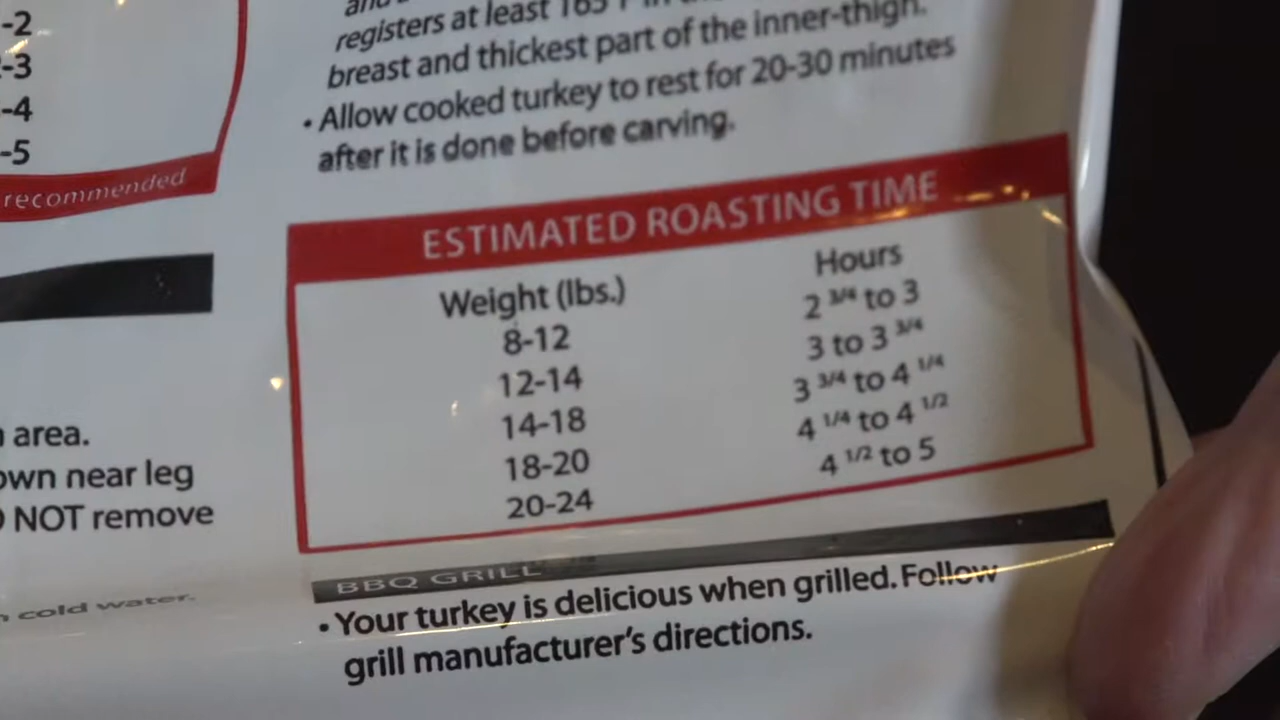 -2
-3
-4
-5
recommended
area.
own near leg
NOT remove
cold water.
registers at least 165
breast and thickest part of the inner-thigh.
• Allow cooked turkey to rest for 20-30 minutes
after it is done before carving.
ESTIMATED ROASTING TIME
Weight (lbs.) Hours
8-12 2 3/4 to 3
12-14 3 to 3 3/4
14-18 3 3/4 to 4 1/4
18-20 4 1/4 to 4 1/2
20-24 4 1/2 to 5
BBQ GRILL
• Your turkey is delicious when grilled. Follow
grill manufacturer's directions.